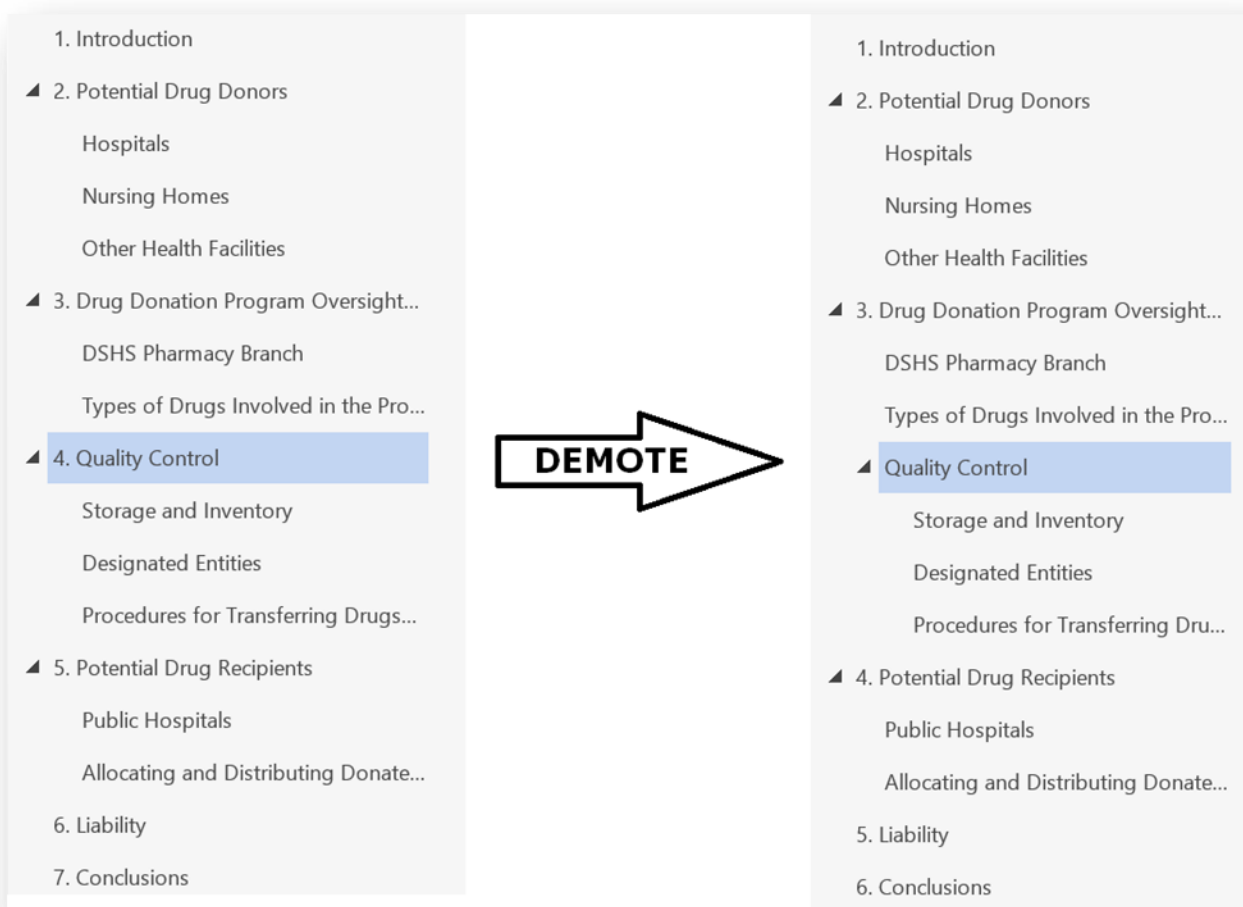 1. Introduction
2. Potential Drug Donors
Hospitals
Nursing Homes
Other Health Facilities
3. Drug Donation Program Oversight...
DSHS Pharmacy Branch
Types of Drugs Involved in the Pro...
4. Quality Control
Storage and Inventory
Designated Entities
Procedures for Transferring Drugs...
5. Potential Drug Recipients
Public Hospitals
Allocating and Distributing Donate...
6. Liability
7. Conclusions
DEMOTE
1. Introduction
2. Potential Drug Donors
Hospitals
Nursing Homes
Other Health Facilities
3. Drug Donation Program Oversight...
DSHS Pharmacy Branch
Types of Drugs Involved in the Pro...
Quality Control
Storage and Inventory
Designated Entities
Procedures for Transferring Dru...
4. Potential Drug Recipients
Public Hospitals
Allocating and Distributing Donate...
5. Liability
6. Conclusions